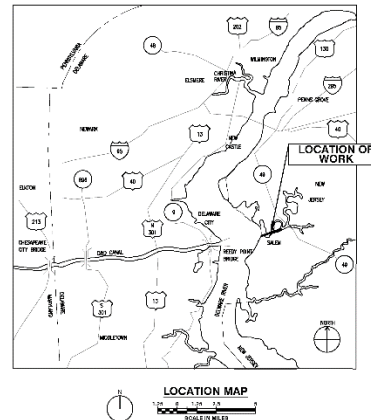 PENNSYLVANIA
DELAWARE
48
202
WILMINGTON
130
ELSMERE
CHRISTINA
RIVER
295
PENNS GROVE
NEWARK
13
NEW
CASTLE
40
95
LOCATION OF
WORK
ELKTON
896
40
49
NEW
JERSEY
213
9
DELAWARE
CITY
CHESAPEAKE
CITY BRIDGE
N
301
SALEM
C&D CANAL
REEDY POINT
BRIDGE
49
MARYLAND
DELAWARE
S
301
13
DELAWARE RIVER
MIDDLETOWN
NORTH
NEW JERSEY
N
LOCATION MAP
SCALE IN MILES